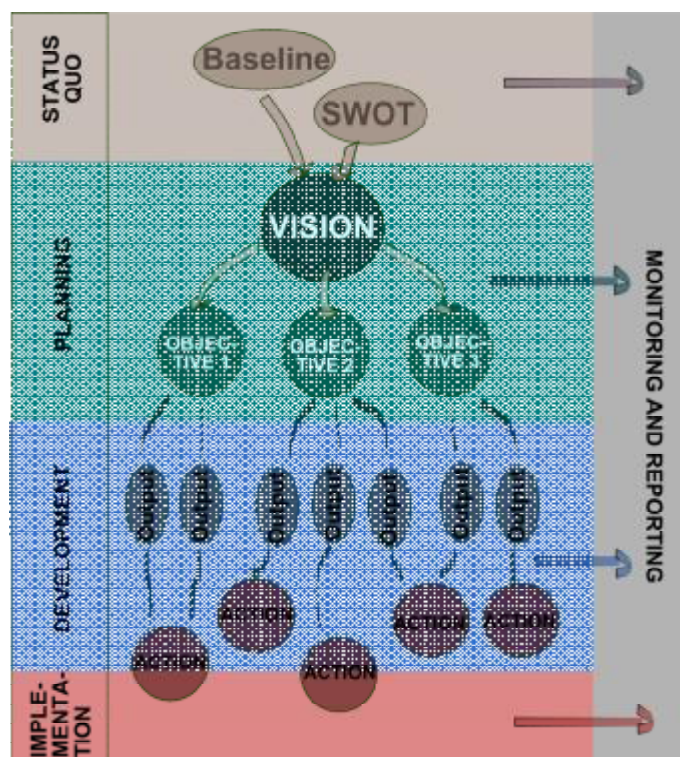 STATUS
QUO
Baseline
SWOT
PLANNING
VISION
OBJEC-
TIVE 1
OBJEC-
TIVE 2
OBJEC-
TIVE 3
MONITORING AND REPORTING
DEVELOPMENT
Output
Output
Output
Output
Output
Output
Output
ACTION
ACTION
ACTION
ACTION
ACTION
IMPLE-
MENTA-
TION